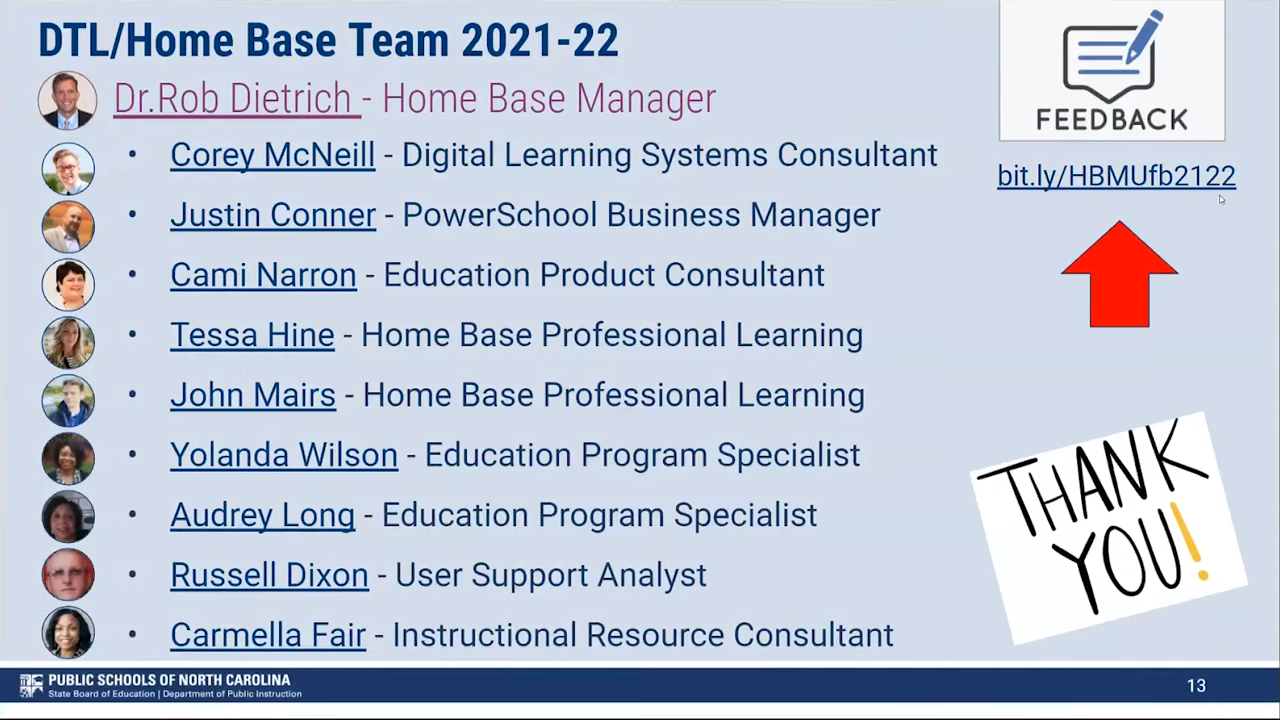 DTL/Home Base Team 2021-22
Dr.Rob Dietrich - Home Base Manager
• Corey McNeill - Digital Learning Systems Consultant
• Justin Conner - PowerSchool Business Manager
• Cami Narron - Education Product Consultant
• Tessa Hine - Home Base Professional Learning
• John Mairs - Home Base Professional Learning
• Yolanda Wilson - Education Program Specialist
• Audrey Long - Education Program Specialist
• Russell Dixon - User Support Analyst
• Carmella Fair - Instructional Resource Consultant
FEEDBACK
bit.ly/HBMUfb2122
THANK
YOU!
PUBLIC SCHOOLS OF NORTH CAROLINA
State Board of Education | Department of Public Instruction
13